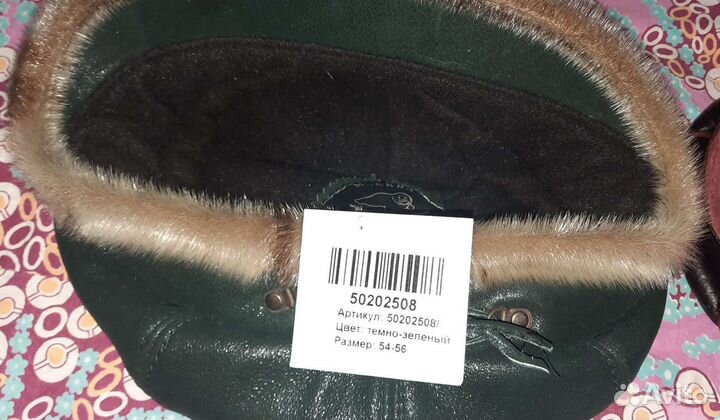 50202508
Артикул: 50202508/
Цвет: темно-зеленый
Размер: 54-56
Avito